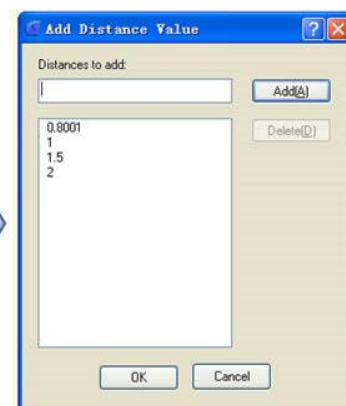 Add Distance Value
Distances to add:
Add(A)
0.8001
1
1.5
2
Delete(D)
OK
Cancel